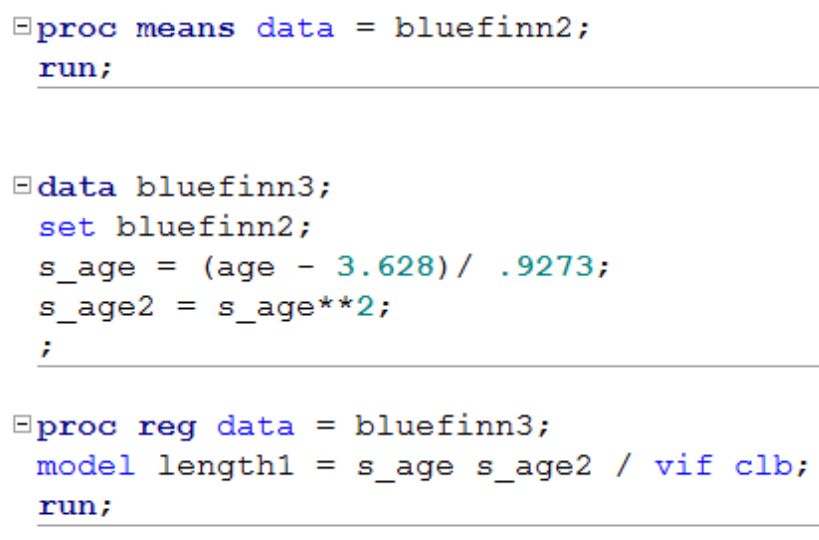 proc means data = bluefinn2;
run;
data bluefinn3;
set bluefinn2;
s_age = (age - 3.628)/ .9273;
s_age2 = s_age**2;
;
proc reg data = bluefinn3;
model length1 = s_age s_age2 / vif clb;
run;